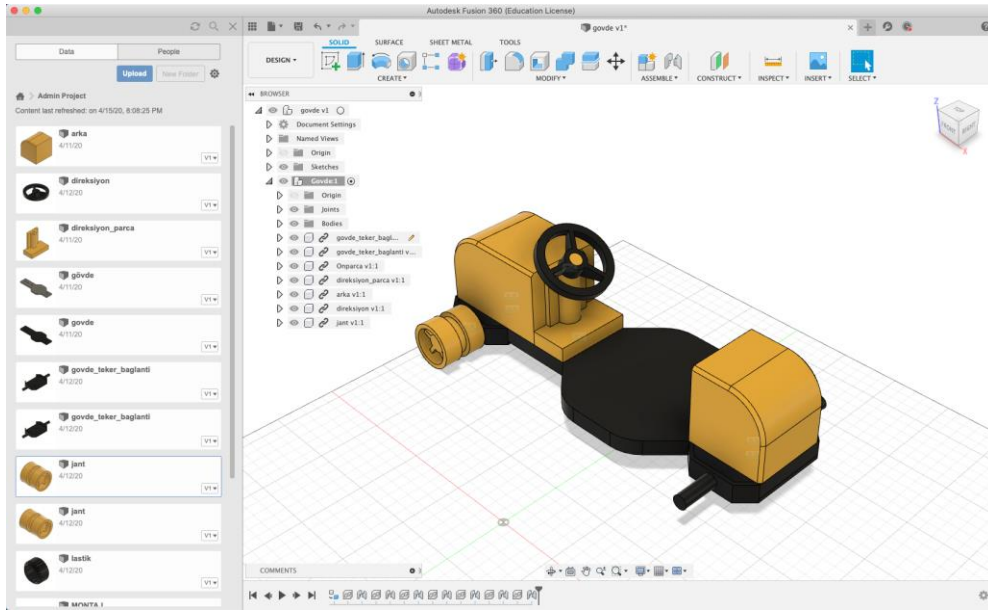 Autodesk Fusion 360 (Education License)
govde v1*
Data
People
DESIGN
SOLID
SURFACE
SHEET METAL
TOOLS
CREATE
MODIFY
ASSEMBLE
CONSTRUCT
INSPECT
INSERT
SELECT
Upload
New Folder
Admin Project
Content last refreshed: on 4/15/20, 8:08:25 PM
arka
4/11/20
V1
direksiyon
4/12/20
V1
direksiyon_parca
4/11/20
V1
gövde
4/11/20
V1
govde
4/11/20
V1
govde_teker_baglanti
4/12/20
V1
govde_teker_baglanti
4/12/20
V1
jant
4/12/20
V1
jant
4/12/20
V1
lastik
4/12/20
V1
MONTAJ
BROWSER
govde v1
Document Settings
Named Views
Origin
Sketches
Govde:1
Origin
Joints
Bodies
govde_teker_bagl...
govde_teker_baglanti v...
Onparca v1:1
direksiyon_parca v1:1
arka v1:1
direksiyon v1:1
jant v1:1
Z
TOP
FRONT
RIGHT
X
COMMENTS